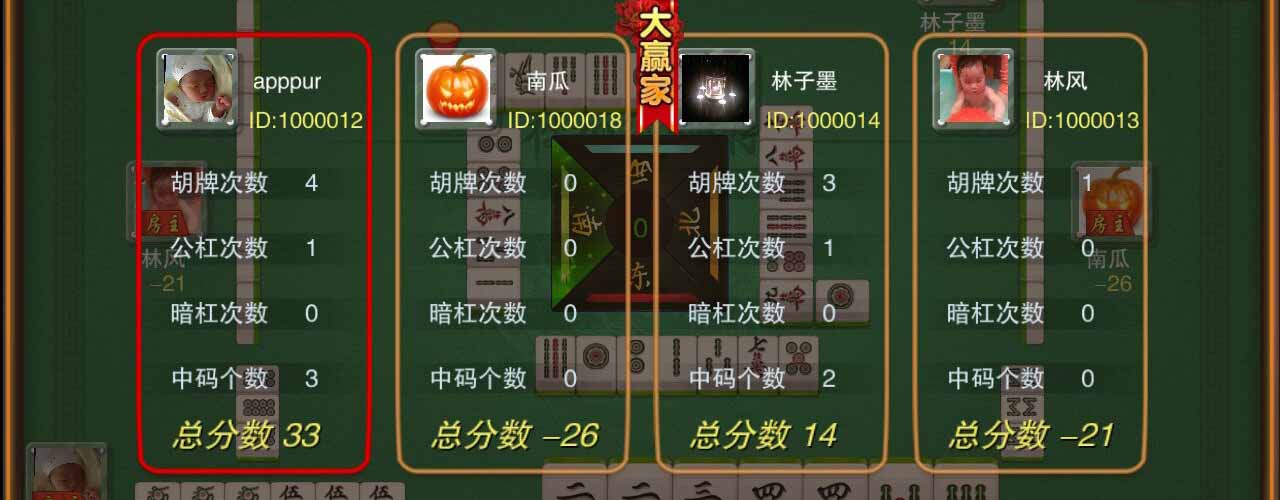 大赢家
apppur
ID:1000012
胡牌次数 4
公杠次数 1
暗杠次数 0
中码个数 3
总分数 33
南瓜
ID:1000018
胡牌次数 0
公杠次数 0
暗杠次数 0
中码个数 0
总分数 -26
林子墨
ID:1000014
胡牌次数 3
公杠次数 1
暗杠次数 0
中码个数 2
总分数 14
林风
ID:1000013
胡牌次数 1
公杠次数 0
暗杠次数 0
中码个数 0
总分数 -21
林子墨
14
房主
林风
-21
房主
南瓜
-26
西
南
0
北
东